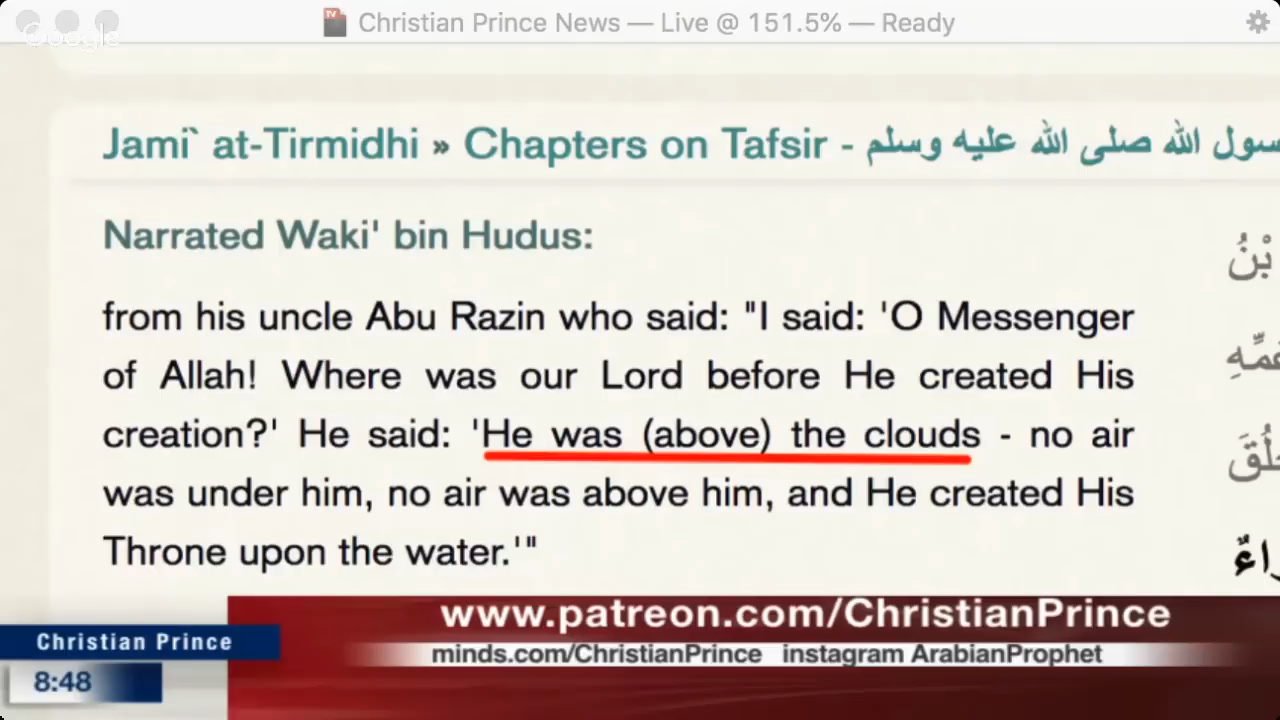 Christian Prince News — Live @ 151.5% — Ready
Google
Jami` at-Tirmidhi » Chapters on Tafsir - سول الله صلى الله عليه وسلم
Narrated Waki' bin Hudus:
from his uncle Abu Razin who said: "I said: 'O Messenger
of Allah! Where was our Lord before He created His
creation?' He said: 'He was (above) the clouds - no air
was under him, no air was above him, and He created His
Throne upon the water.'"
بْنُ
www.patreon.com/ChristianPrince
Christian Prince
minds.com/ChristianPrince instagram ArabianProphet
8:48